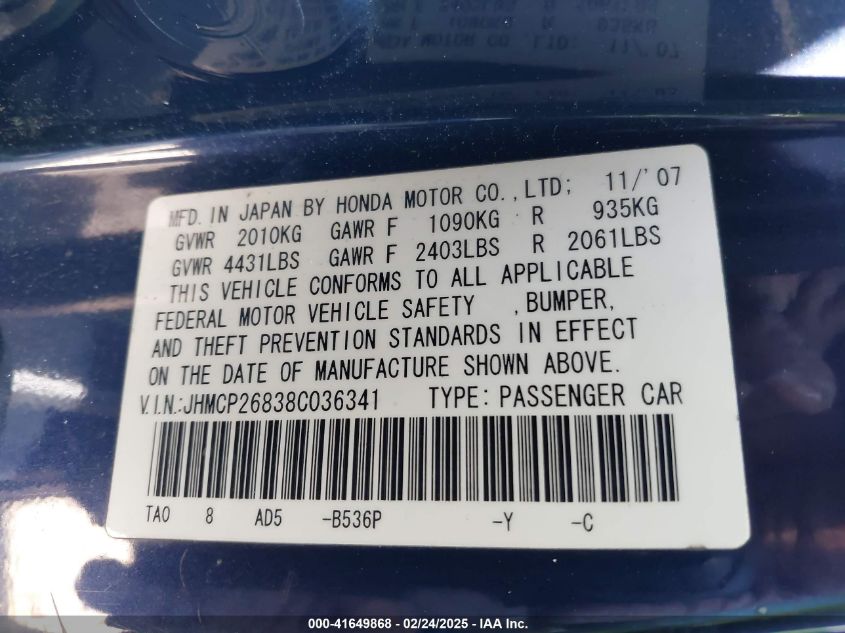 MFD. IN JAPAN BY HONDA MOTOR CO., LTD; 11/'07
GVWR 2010KG GAWR F 1090KG R 935KG
GVWR 4431LBS GAWR F 2403LBS R 2061LBS
THIS VEHICLE CONFORMS TO ALL APPLICABLE
FEDERAL MOTOR VEHICLE SAFETY , BUMPER,
AND THEFT PREVENTION STANDARDS IN EFFECT
ON THE DATE OF MANUFACTURE SHOWN ABOVE.
V.I.N.:JHMCP26838C036341 TYPE: PASSENGER CAR
TA0 8 AD5 -B536P -Y -C
000-41649868 - 02/24/2025 - IAA Inc.